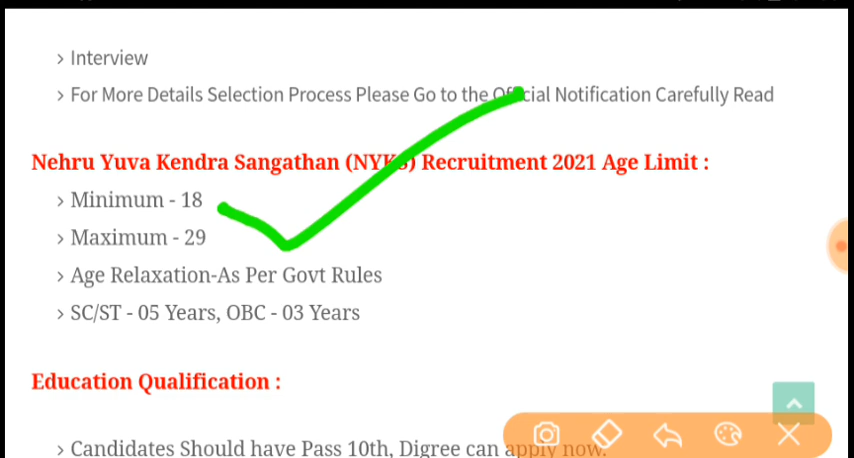 > Interview
> For More Details Selection Process Please Go to the Official Notification Carefully Read
Nehru Yuva Kendra Sangathan (NYKS) Recruitment 2021 Age Limit :
> Minimum - 18
> Maximum - 29
> Age Relaxation-As Per Govt Rules
> SC/ST - 05 Years, OBC - 03 Years
Education Qualification :
> Candidates Should have Pass 10th, Digree can apply now.